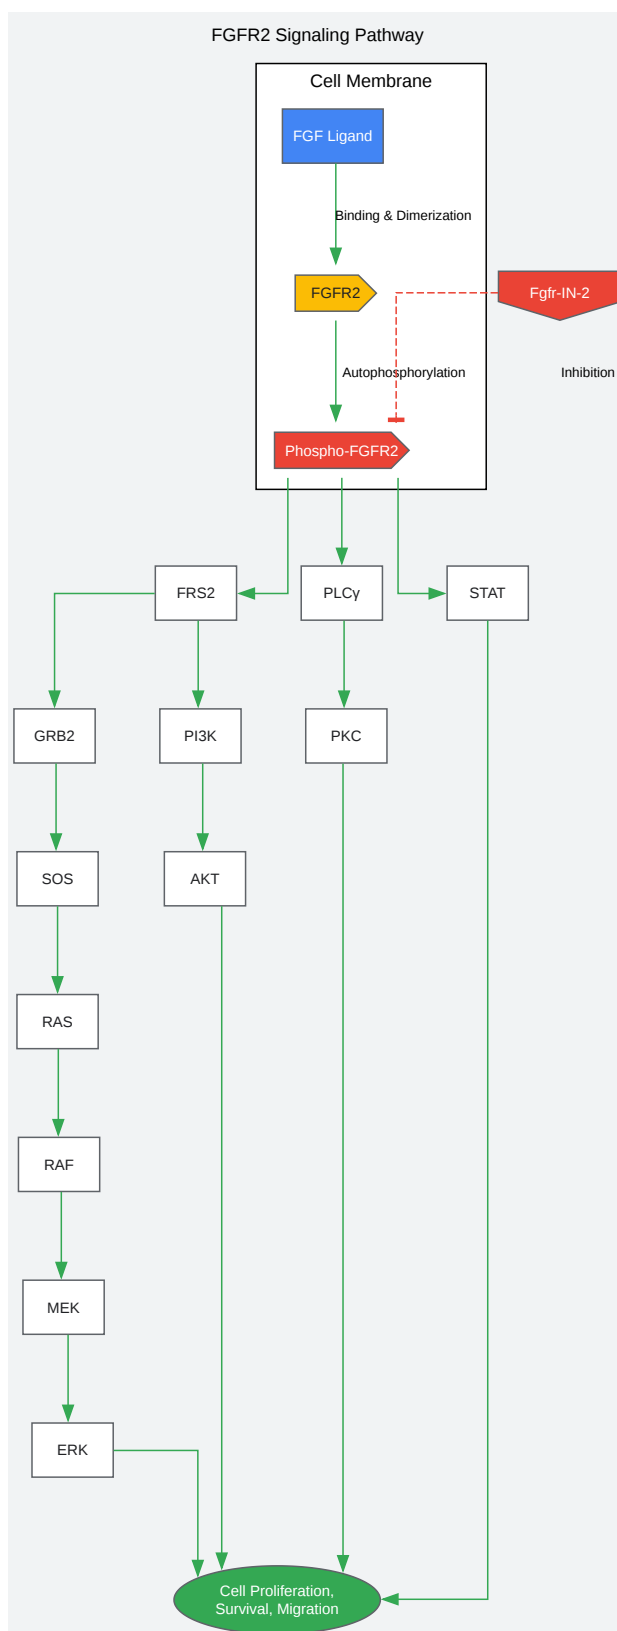 FGFR2 Signaling Pathway
Cell Membrane
FGF Ligand
Binding & Dimerization
FGFR2
Fgfr-IN-2
Autophosphorylation
Inhibition
Phospho-FGFR2
FRS2
PLCγ
STAT
GRB2
PI3K
PKC
SOS
AKT
RAS
RAF
MEK
ERK
Cell Proliferation,
Survival, Migration